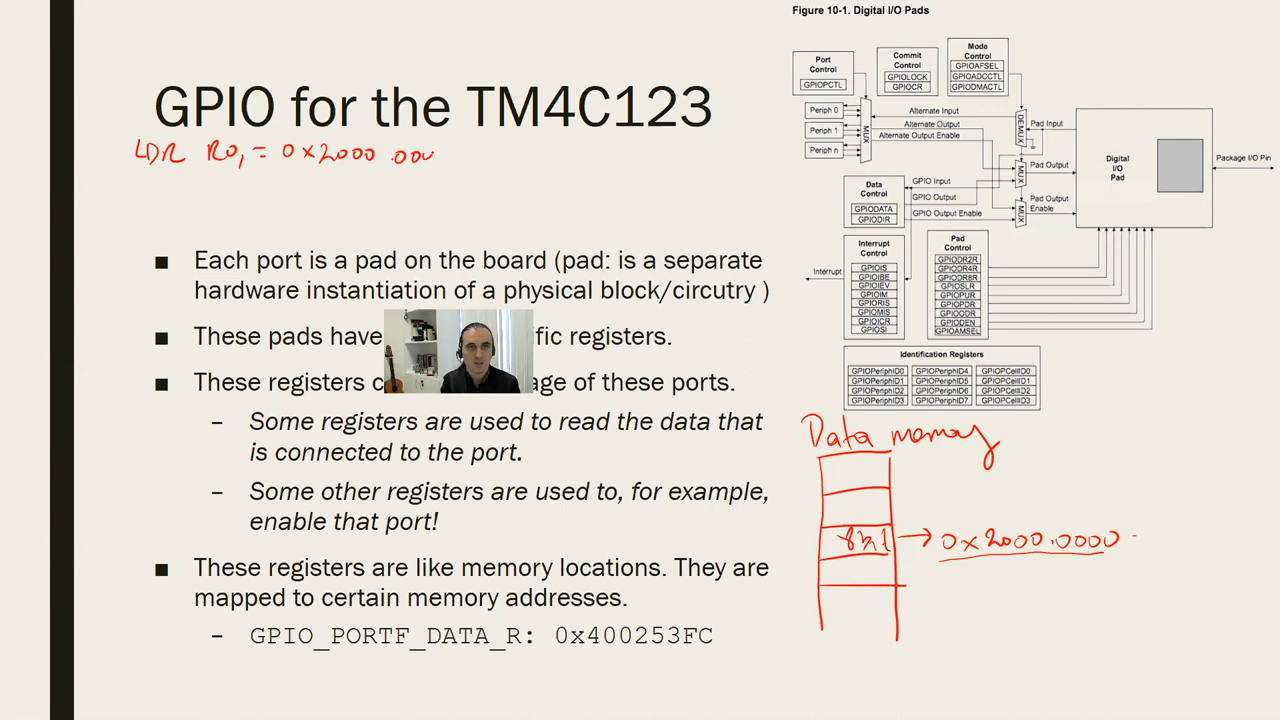 GPIO for the TM4C123
LDR R0, = 0x2000.000
■ Each port is a pad on the board (pad: is a separate
hardware instantiation of a physical block/circutry )
■ These pads have fic registers.
■ These registers c age of these ports.
– Some registers are used to read the data that
is connected to the port.
– Some other registers are used to, for example,
enable that port!
■ These registers are like memory locations. They are
mapped to certain memory addresses.
- GPIO_PORTF_DATA_R: 0x400253FC
Figure 10-1. Digital I/O Pads
Port
Control
GPIOPCTL
Commit
Control
GPIOLOCK
GPIOCR
Mode
Control
GPIOAFSEL
GPIOADCCTL
GPIODMACTL
Periph 0
Periph 1
Periph n
MUX
Alternate Input
Alternate Output
Alternate Output Enable
DEMUX
Pad Input
MUX
Pad Output
MUX
Pad Output
Enable
Digital
I/O
Pad
Package I/O Pin
Data
Control
GPIODATA
GPIODIR
GPIO Input
GPIO Output
GPIO Output Enable
Interrupt
Interrupt
Control
GPIOIS
GPIOIBE
GPIOIEV
GPIOIM
GPIORIS
GPIOMIS
GPIOICR
GPIOSI
Pad
Control
GPIODR2R
GPIODR4R
GPIODR8R
GPIOSLR
GPIOPUR
GPIOPDR
GPIOODR
GPIODEN
GPIOAMSEL
Identification Registers
GPIOPeriphID0 GPIOPeriphID4 GPIOPCellID0
GPIOPeriphID1 GPIOPeriphID5 GPIOPCellID1
GPIOPeriphID2 GPIOPeriphID6 GPIOPCellID2
GPIOPeriphID3 GPIOPeriphID7 GPIOPCellID3
Data memory
8bit → 0x2000.0000